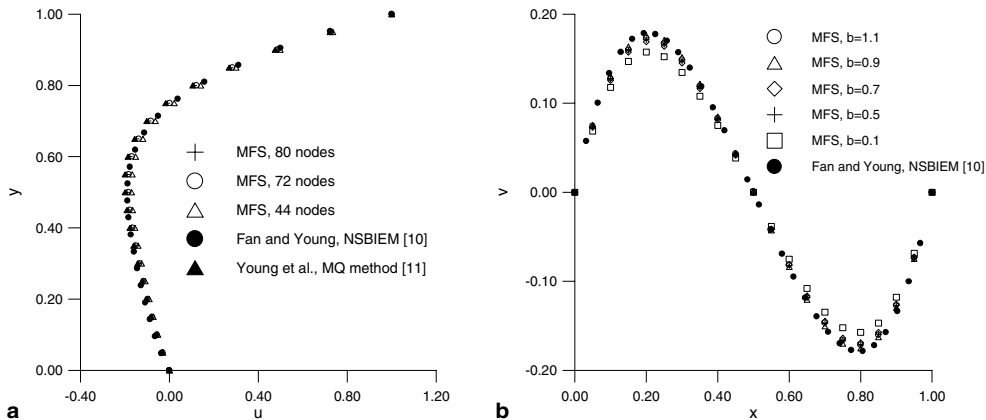 1.00
0.80
0.60
0.40
0.20
0.00
y
-0.40
0.00
0.40
0.80
1.20
u
MFS, 80 nodes
MFS, 72 nodes
MFS, 44 nodes
Fan and Young, NSBIEM [10]
Young et al., MQ method [11]
a
0.20
0.10
0.00
-0.10
-0.20
v
0.00
0.20
0.40
0.60
0.80
1.00
x
MFS, b=1.1
MFS, b=0.9
MFS, b=0.7
MFS, b=0.5
MFS, b=0.1
Fan and Young, NSBIEM [10]
b